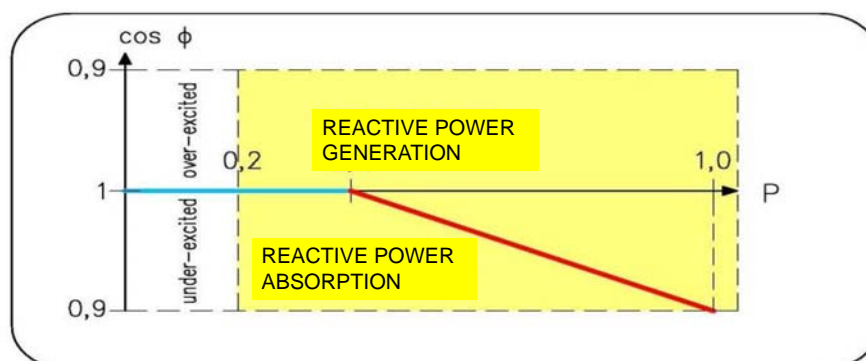 cos ϕ
0,9
over-excited
REACTIVE POWER
GENERATION
0,2
1,0
1
P
under-excited
REACTIVE POWER
ABSORPTION
0,9